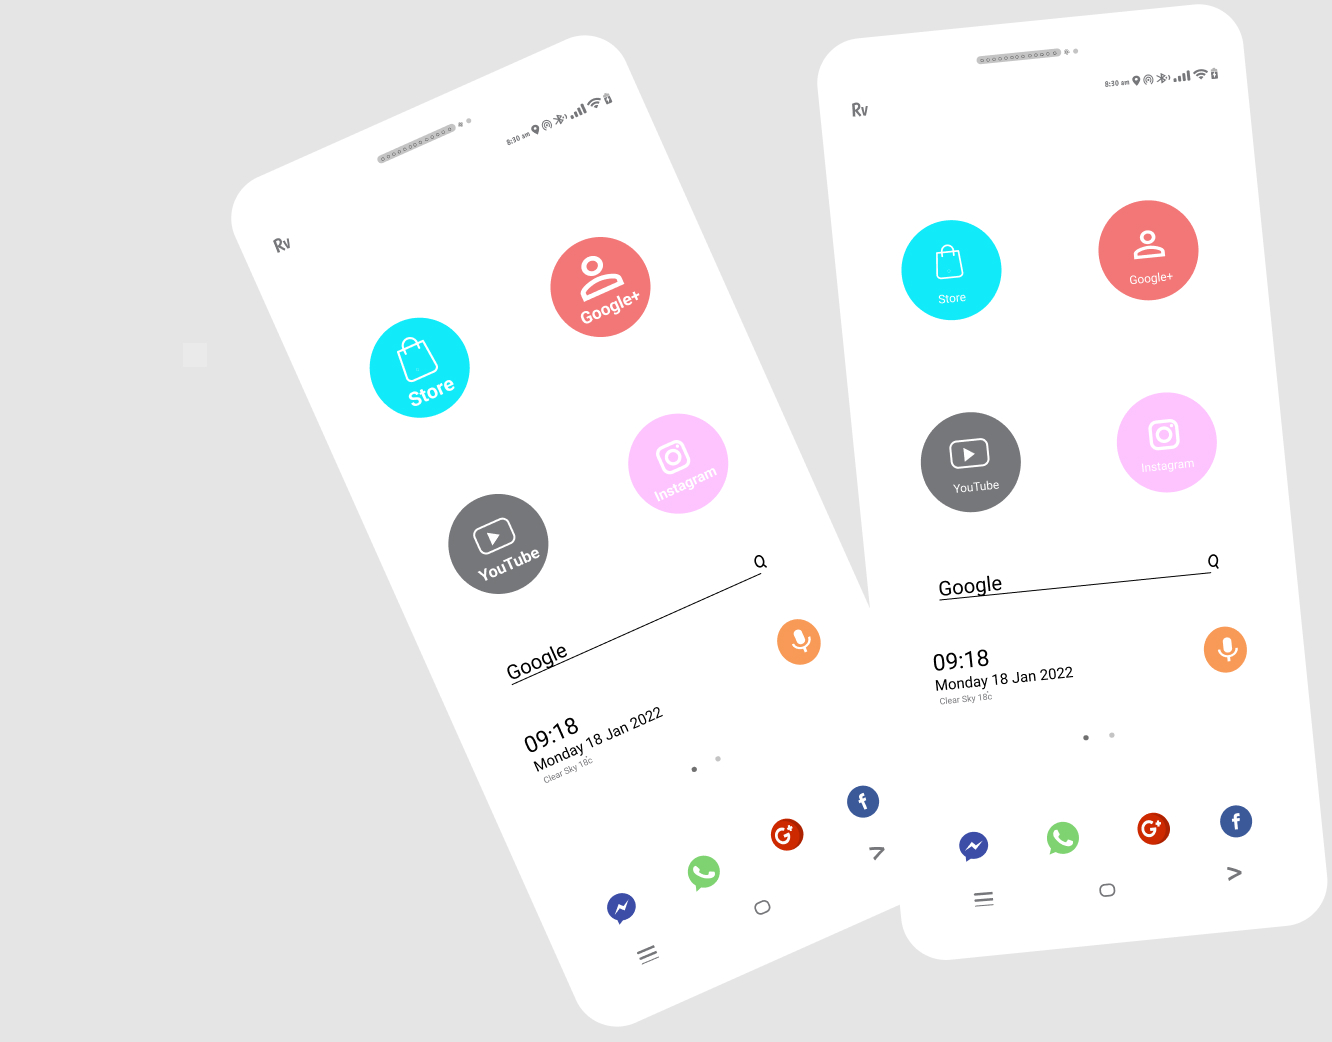 8:30 am
Rv
Google+
Store
Instagram
YouTube
Google
09:18
Monday 18 Jan 2022
Clear Sky 18c
8:30 am
Rv
Store
Google+
YouTube
Instagram
Google
09:18
Monday 18 Jan 2022
Clear Sky 18c